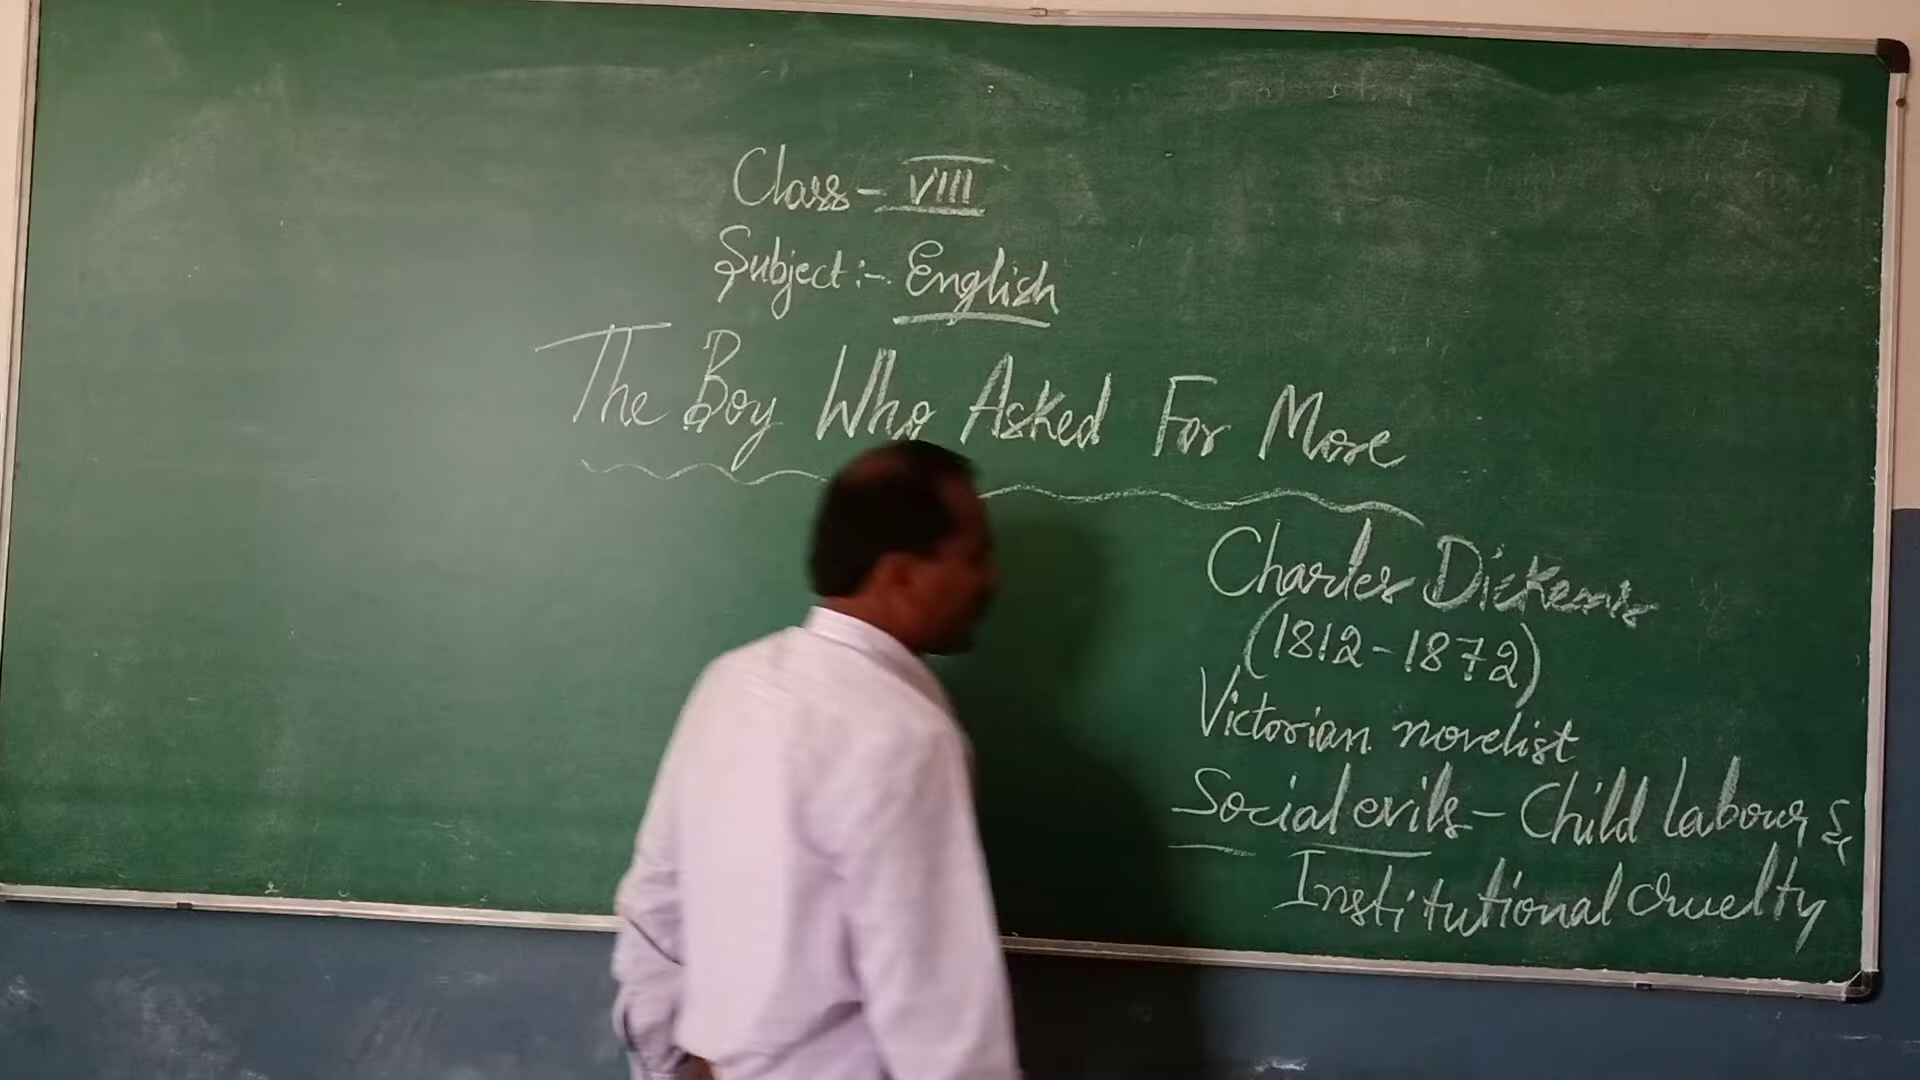 Class - VIII
Subject :- English
The Boy Who Asked For More
Charles Dickens
(1812-1872)
Victorian novelist
Social evils - Child labour &
Institutional cruelty